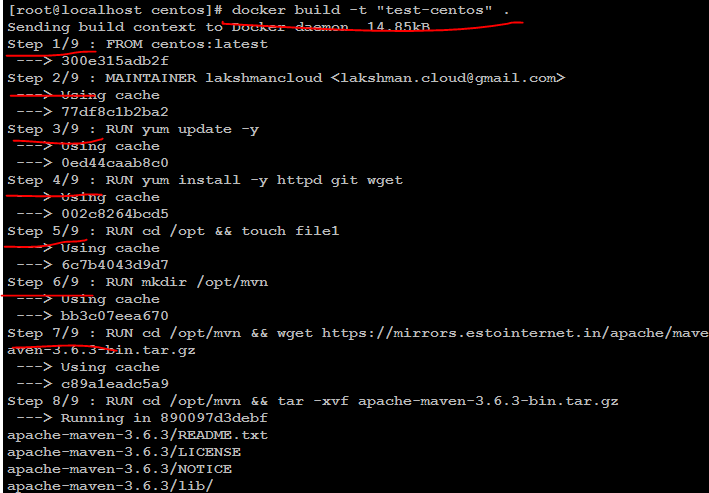 [root@localhost centos]# docker build -t "test-centos" .
Sending build context to Docker daemon  14.85kB
Step 1/9 : FROM centos:latest
 ---> 300e315adb2f
Step 2/9 : MAINTAINER lakshmancloud <lakshman.cloud@gmail.com>
 ---> Using cache
 ---> 77df8c1b2ba2
Step 3/9 : RUN yum update -y
 ---> Using cache
 ---> 0ed44caab8c0
Step 4/9 : RUN yum install -y httpd git wget
 ---> Using cache
 ---> 002c8264bcd5
Step 5/9 : RUN cd /opt && touch file1
 ---> Using cache
 ---> 6c7b4043d9d7
Step 6/9 : RUN mkdir /opt/mvn
 ---> Using cache
 ---> bb3c07eea670
Step 7/9 : RUN cd /opt/mvn && wget https://mirrors.estointernet.in/apache/mave
aven-3.6.3-bin.tar.gz
 ---> Using cache
 ---> c89a1eadc5a9
Step 8/9 : RUN cd /opt/mvn && tar -xvf apache-maven-3.6.3-bin.tar.gz
 ---> Running in 890097d3debf
apache-maven-3.6.3/README.txt
apache-maven-3.6.3/LICENSE
apache-maven-3.6.3/NOTICE
apache-maven-3.6.3/lib/